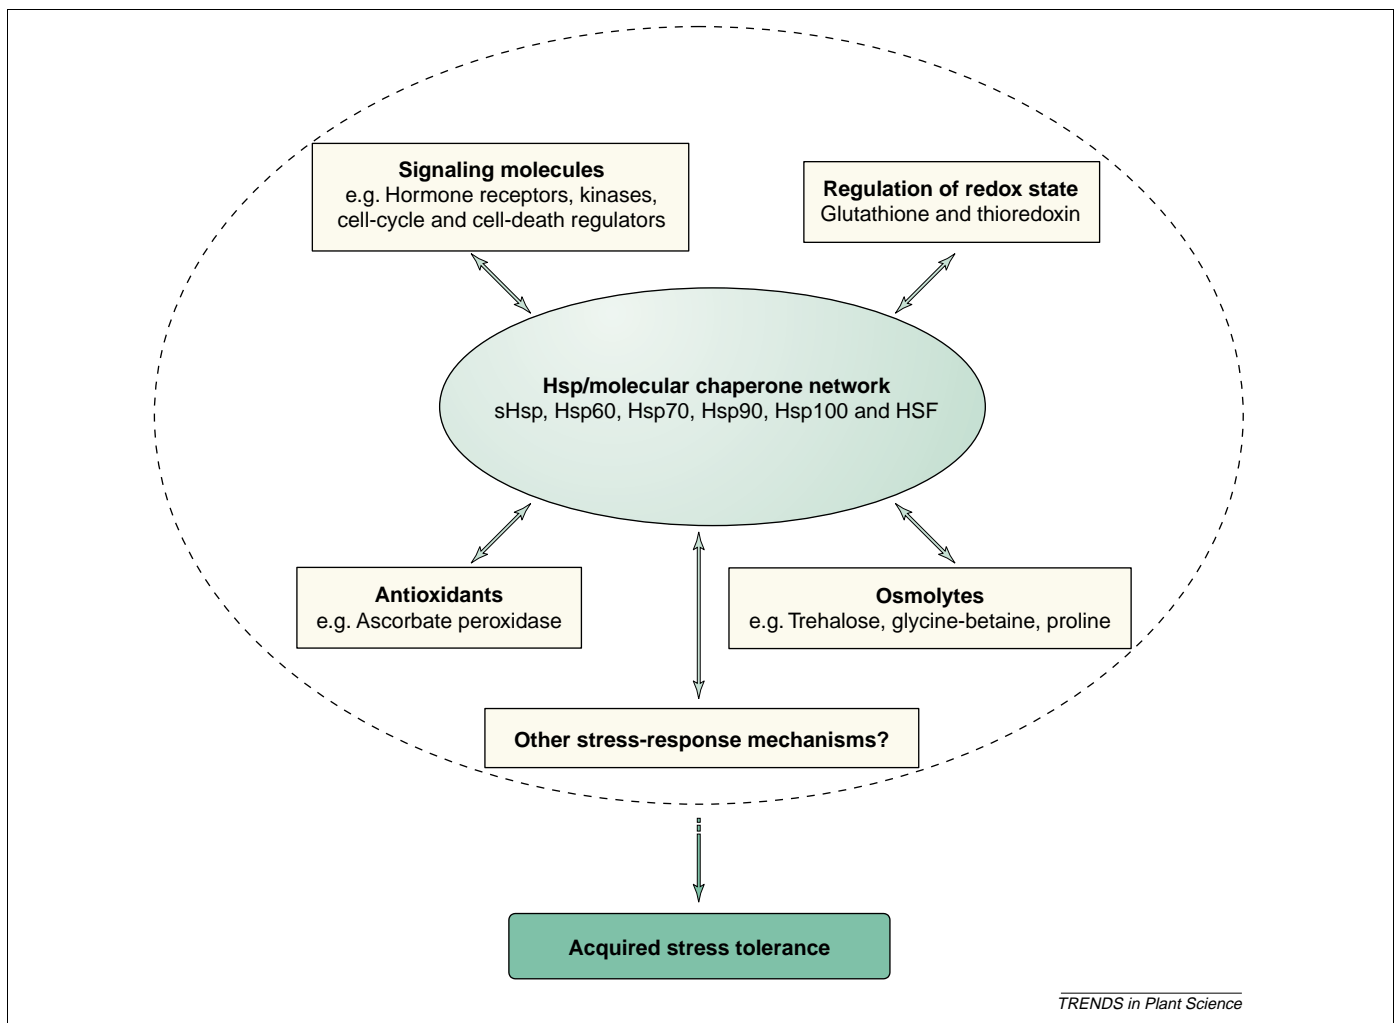 Signaling molecules
e.g. Hormone receptors, kinases,
cell-cycle and cell-death regulators
Regulation of redox state
Glutathione and thioredoxin
Hsp/molecular chaperone network
sHsp, Hsp60, Hsp70, Hsp90, Hsp100 and HSF
Antioxidants
e.g. Ascorbate peroxidase
Osmolytes
e.g. Trehalose, glycine-betaine, proline
Other stress-response mechanisms?
Acquired stress tolerance
TRENDS in Plant Science